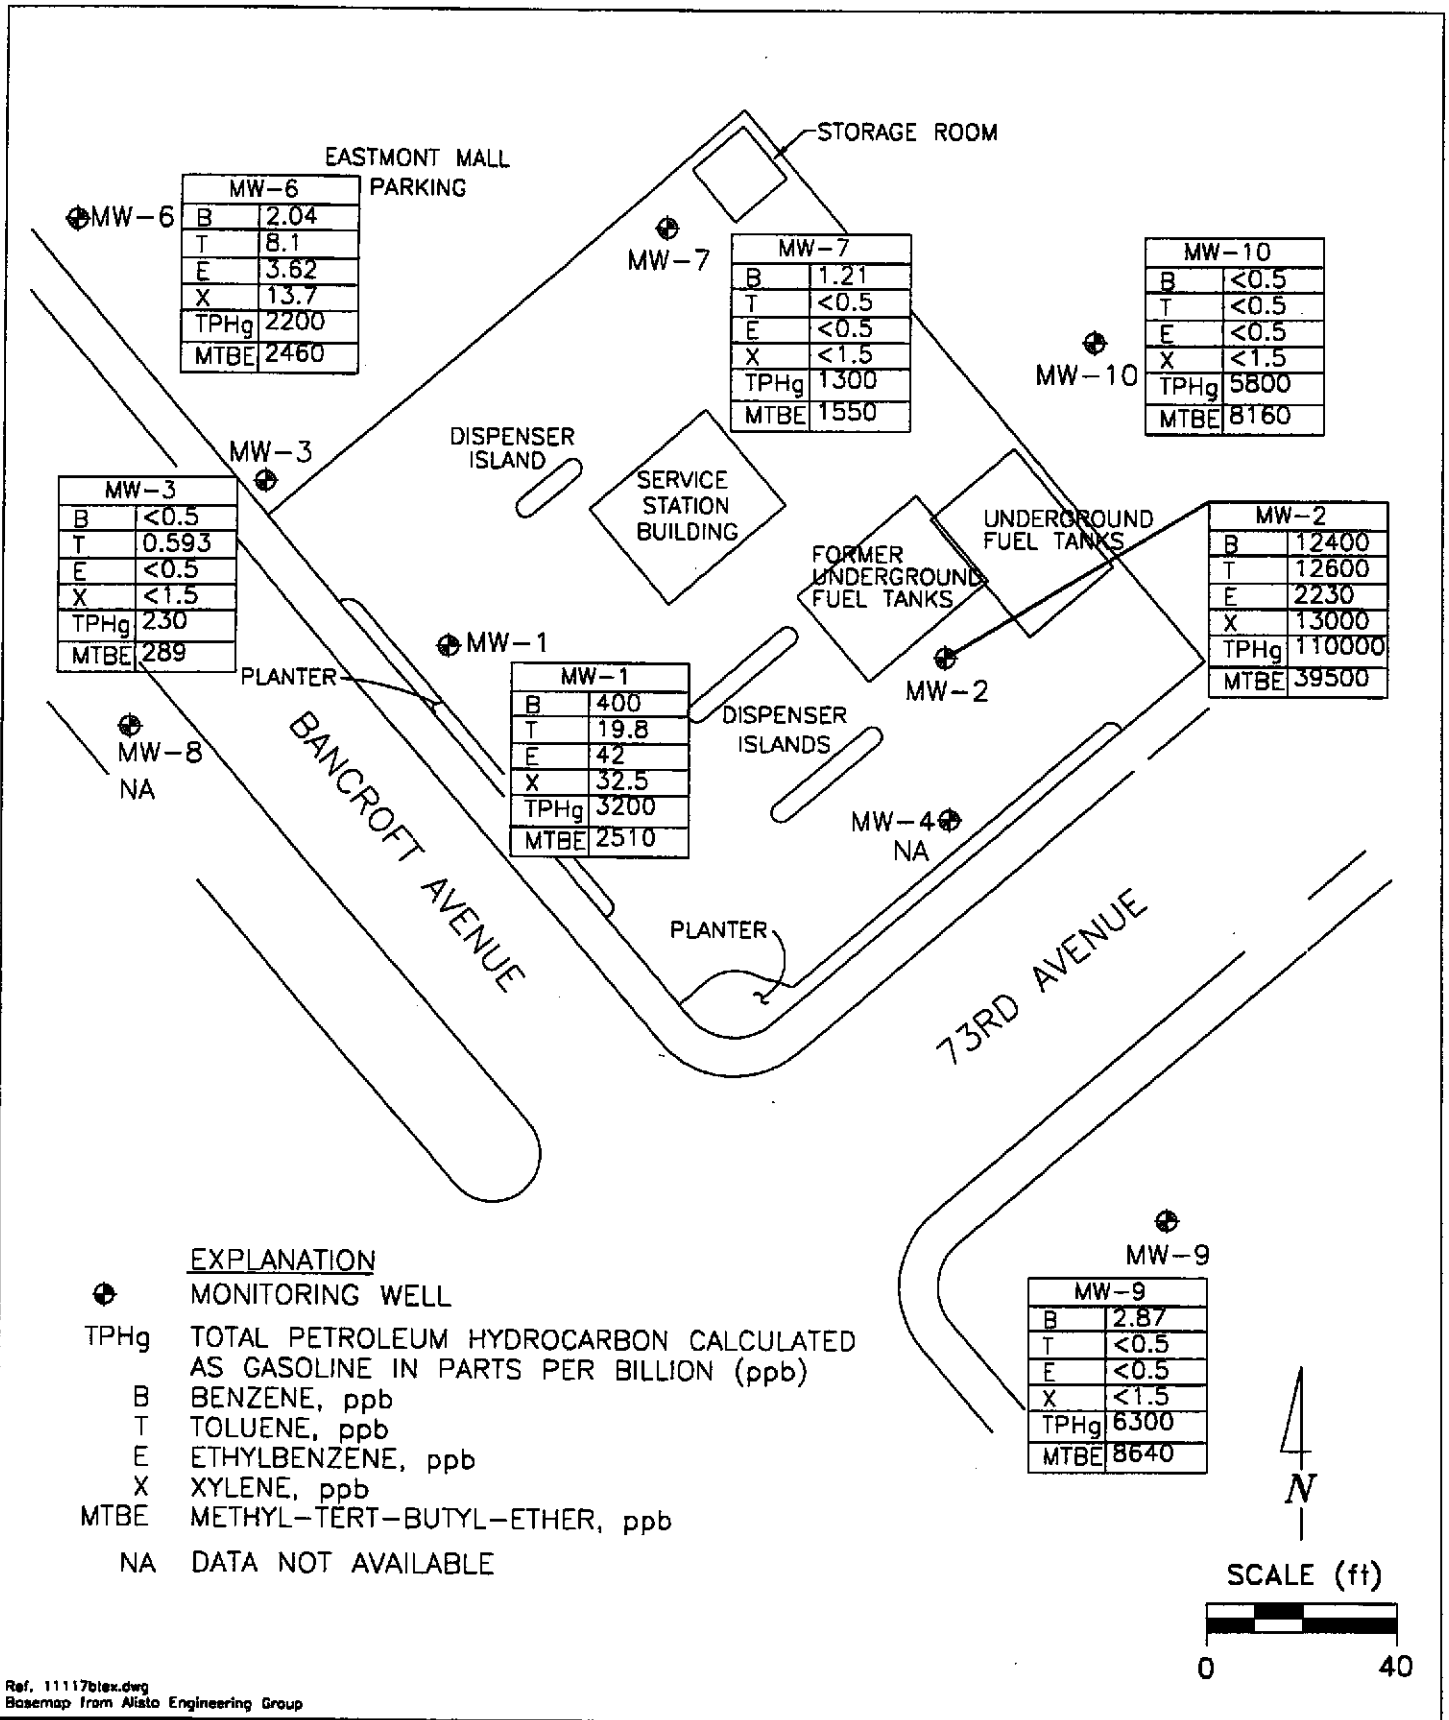 STORAGE ROOM
EASTMONT MALL
PARKING
MW-6
MW-6
B 2.04
T 8.1
E 3.62
X 13.7
TPHg 2200
MTBE 2460
MW-7
MW-7
B 1.21
T <0.5
E <0.5
X <1.5
TPHg 1300
MTBE 1550
MW-10
MW-10
B <0.5
T <0.5
E <0.5
X <1.5
TPHg 5800
MTBE 8160
MW-3
MW-3
B <0.5
T 0.593
E <0.5
X <1.5
TPHg 230
MTBE 289
DISPENSER
ISLAND
SERVICE
STATION
BUILDING
UNDERGROUND
FUEL TANKS
FORMER
UNDERGROUND
FUEL TANKS
MW-2
B 12400
T 12600
E 2230
X 13000
TPHg 110000
MTBE 39500
MW-2
MW-1
MW-1
B 400
T 19.8
E 42
X 32.5
TPHg 3200
MTBE 2510
PLANTER
MW-8
NA
DISPENSER
ISLANDS
MW-4
NA
BANCROFT AVENUE
PLANTER
73RD AVENUE
MW-9
MW-9
B 2.87
T <0.5
E <0.5
X <1.5
TPHg 6300
MTBE 8640
EXPLANATION
MONITORING WELL
TPHg TOTAL PETROLEUM HYDROCARBON CALCULATED
AS GASOLINE IN PARTS PER BILLION (ppb)
B BENZENE, ppb
T TOLUENE, ppb
E ETHYLBENZENE, ppb
X XYLENE, ppb
MTBE METHYL-TERT-BUTYL-ETHER, ppb
NA DATA NOT AVAILABLE
N
SCALE (ft)
0 40
Ref. 11117btex.dwg
Basemap from Alisto Engineering Group